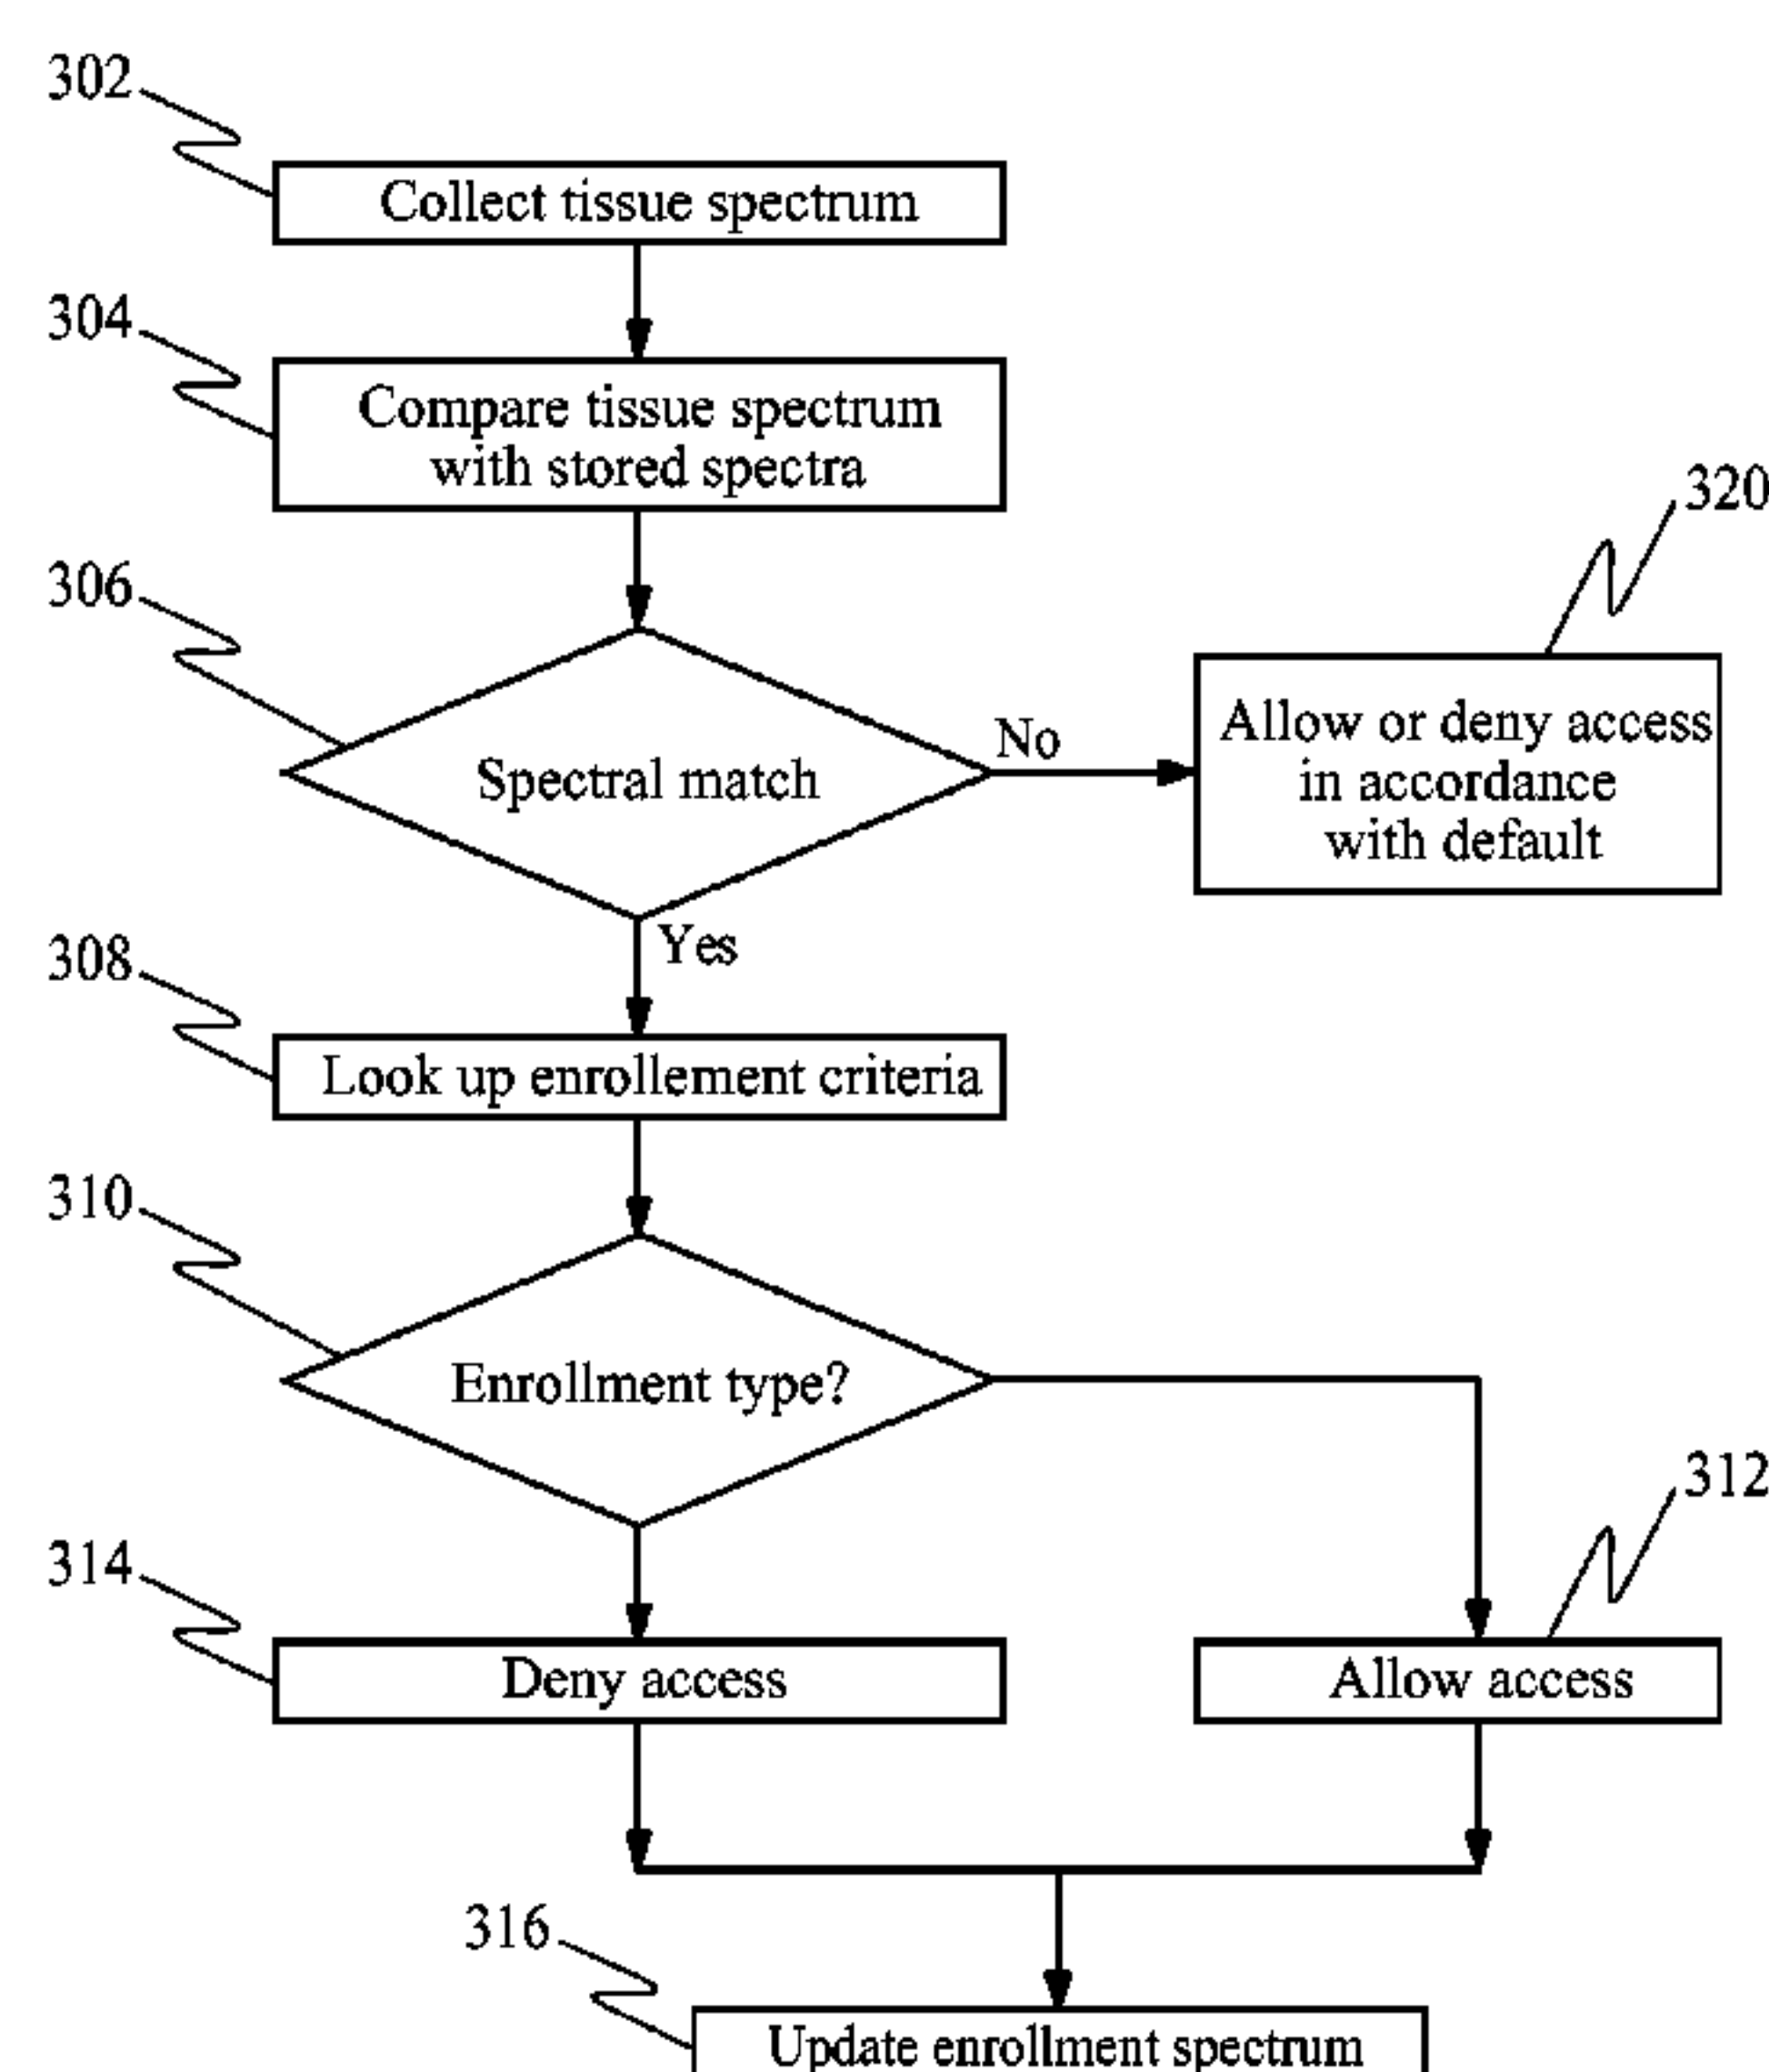 302
Collect tissue spectrum
304
Compare tissue spectrum
with stored spectra
320
306
Spectral match
No
Allow or deny access
in accordance
with default
Yes
308
Look up enrollement criteria
310
Enrollment type?
312
314
Deny access
Allow access
316
Update enrollment spectrum